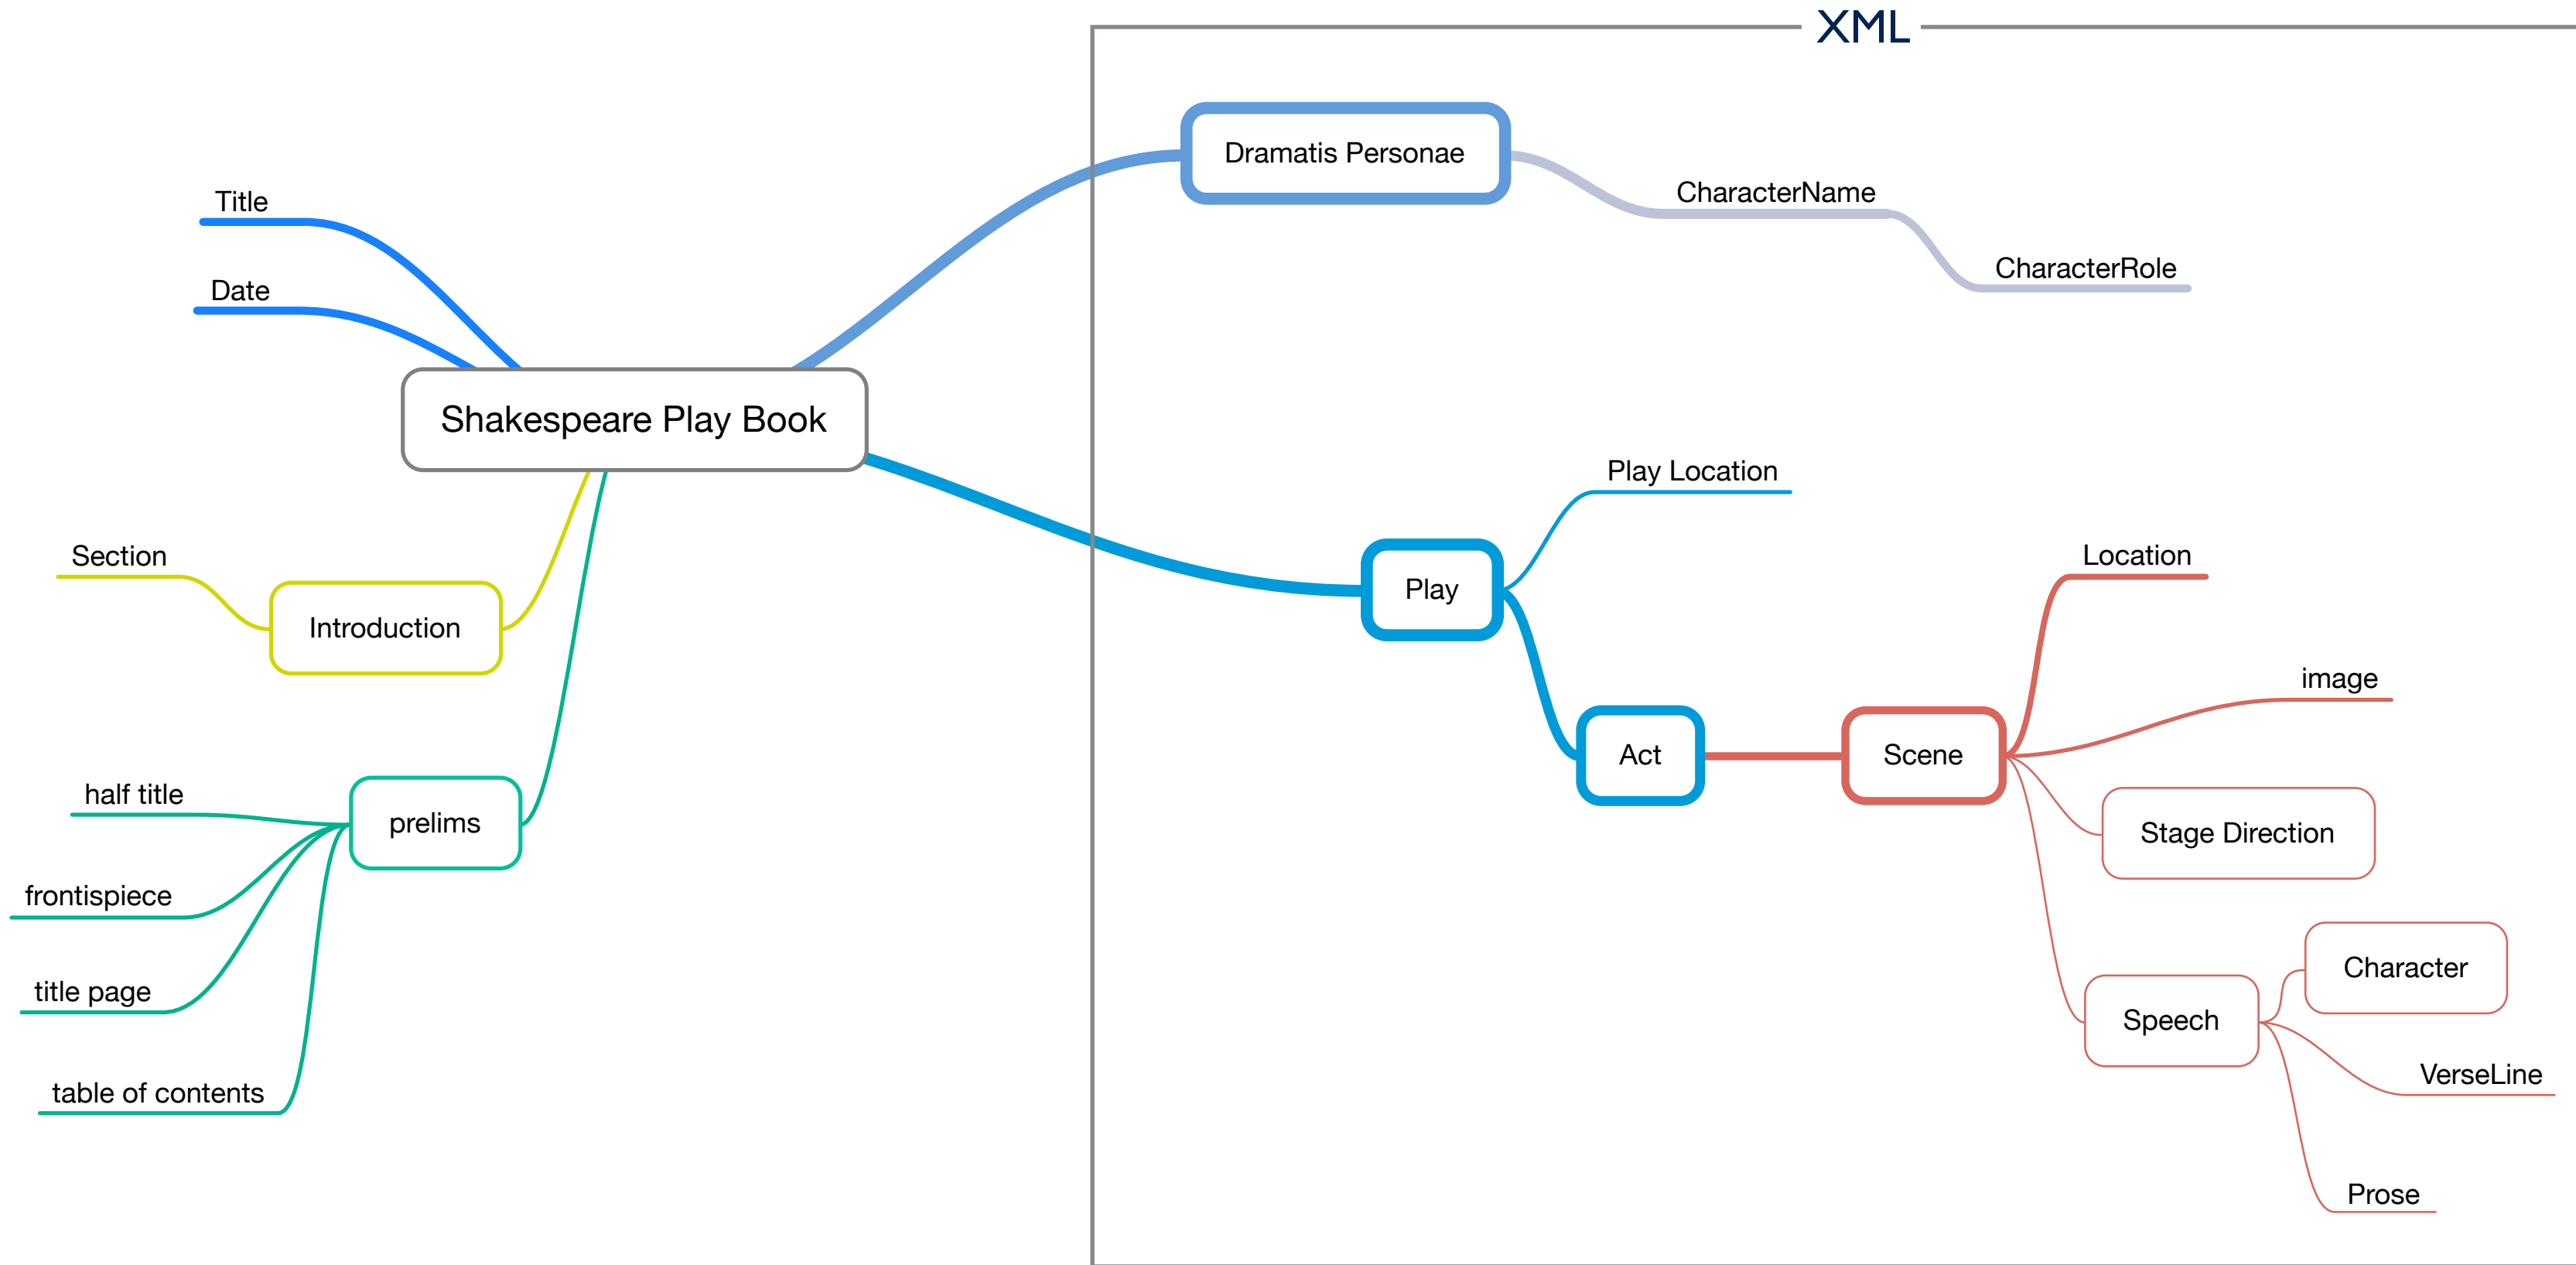 XML
Dramatis Personae
CharacterName
CharacterRole
Title
Date
Shakespeare Play Book
Play Location
Play
Section
Introduction
Location
image
Act
Scene
Stage Direction
half title
prelims
frontispiece
title page
table of contents
Character
Speech
VerseLine
Prose